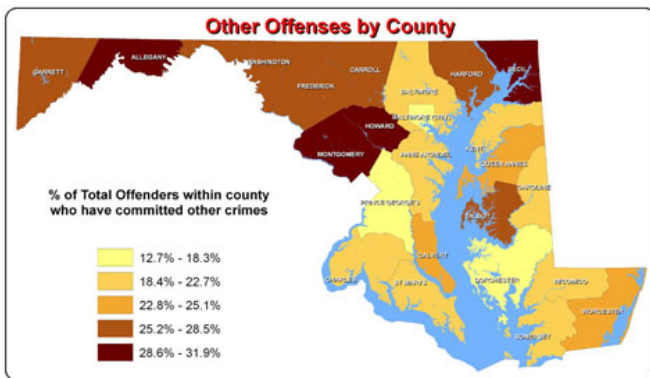 Other Offenses by County
GARRETT
ALLEGANY
WASHINGTON
FREDERICK
CARROLL
BALTIMORE
HARFORD
CECIL
BALTIMORE CITY
HOWARD
MONTGOMERY
ANNE ARUNDEL
KENT
QUEEN ANNES
CAROLINE
PRINCE GEORGE'S
TALBOT
CALVERT
CHARLES
ST MARY'S
DORCHESTER
WICOMICO
WORCESTER
SOMERSET
% of Total Offenders within county
who have committed other crimes
12.7% - 18.3%
18.4% - 22.7%
22.8% - 25.1%
25.2% - 28.5%
28.6% - 31.9%